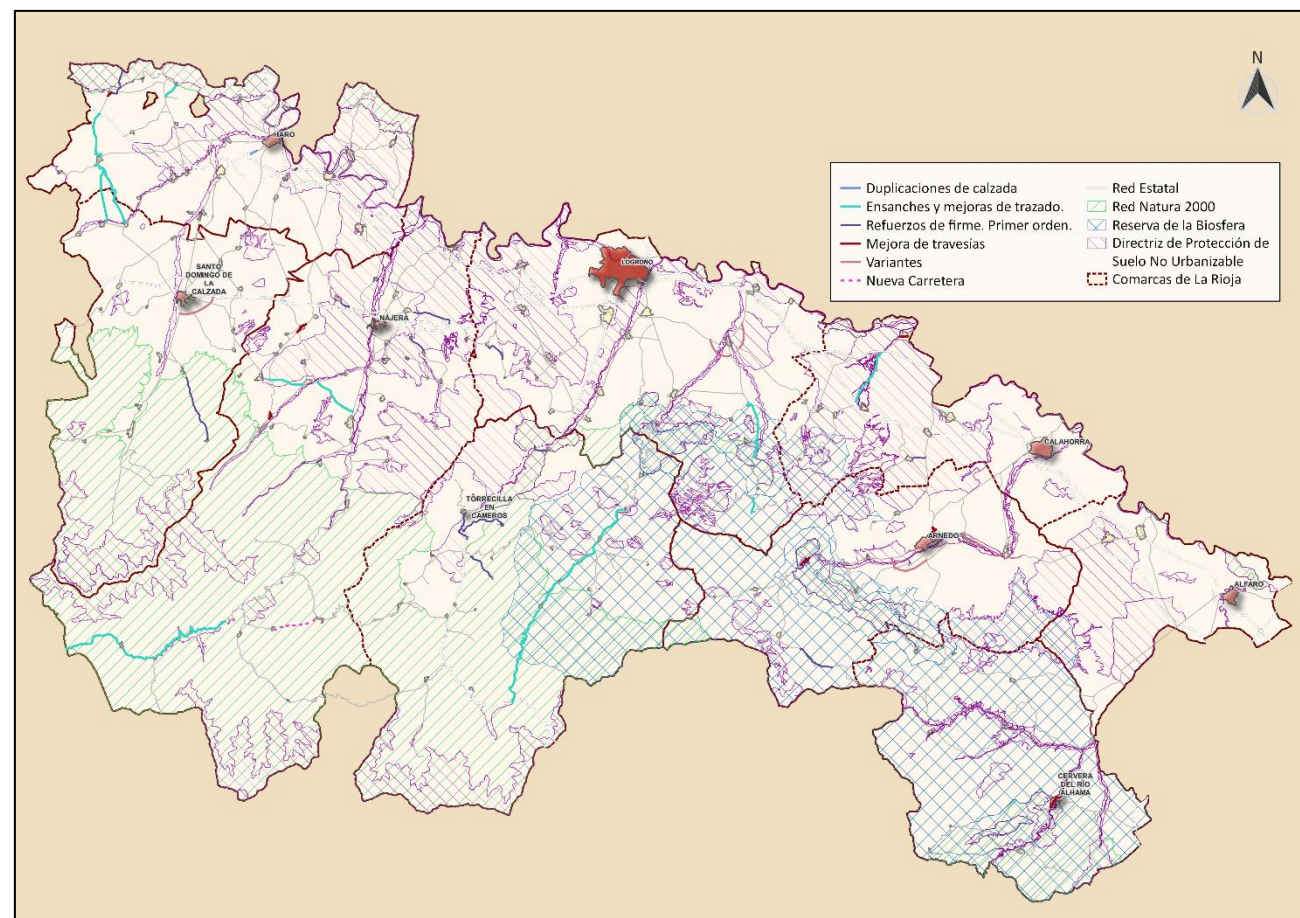 N
HARO
Duplicaciones de calzada
Ensanches y mejoras de trazado.
Refuerzos de firme. Primer orden.
Mejora de travesías
Variantes
Nueva Carretera
Red Estatal
Red Natura 2000
Reserva de la Biosfera
Directriz de Protección de
Suelo No Urbanizable
Comarcas de La Rioja
LOGROÑO
SANTO
DOMINGO DE
LA
CALZADA
NÁJERA
CALAHORRA
TORRECILLA
EN
CAMEROS
ARNEDO
ALFARO
CERVERA
DEL RÍO
ALHAMA